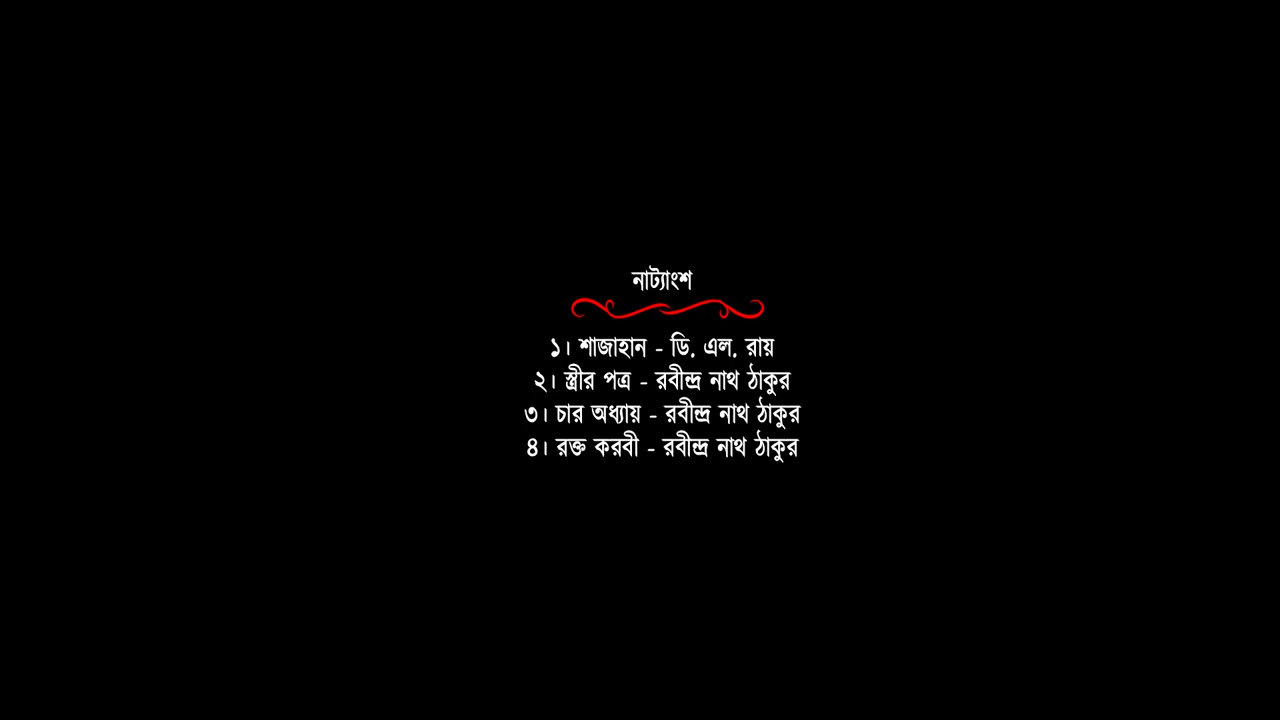 নাট্যাংশ
১। শাজাহান - ডি. এল. রায়
২। স্ত্রীর পত্র - রবীন্দ্র নাথ ঠাকুর
৩। চার অধ্যায় - রবীন্দ্র নাথ ঠাকুর
৪। রক্ত করবী - রবীন্দ্র নাথ ঠাকুর